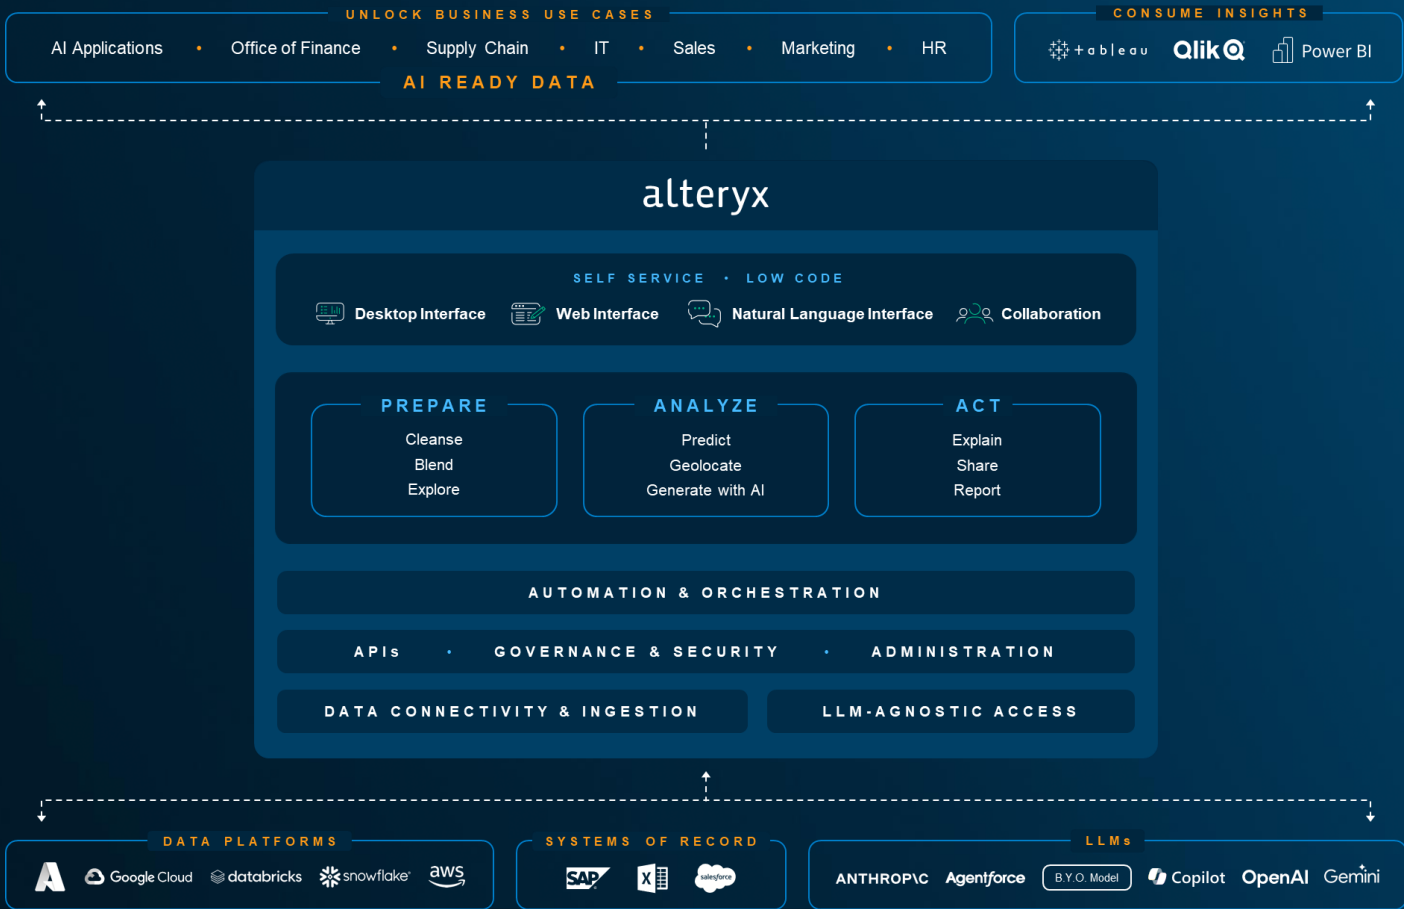 UNLOCK BUSINESS USE CASES
AI Applications • Office of Finance • Supply Chain • IT • Sales • Marketing • HR
AI READY DATA
CONSUME INSIGHTS
+ableau Qlik Power BI
alteryx
SELF SERVICE • LOW CODE
Desktop Interface Web Interface Natural Language Interface Collaboration
PREPARE
Cleanse
Blend
Explore
ANALYZE
Predict
Geolocate
Generate with AI
ACT
Explain
Share
Report
AUTOMATION & ORCHESTRATION
APIs • GOVERNANCE & SECURITY • ADMINISTRATION
DATA CONNECTIVITY & INGESTION
LLM-AGNOSTIC ACCESS
DATA PLATFORMS
Google Cloud databricks snowflake® aws
SYSTEMS OF RECORD
SAP X salesforce
LLMs
ANTHROP\C Agentforce B.Y.O. Model Copilot OpenAI Gemini